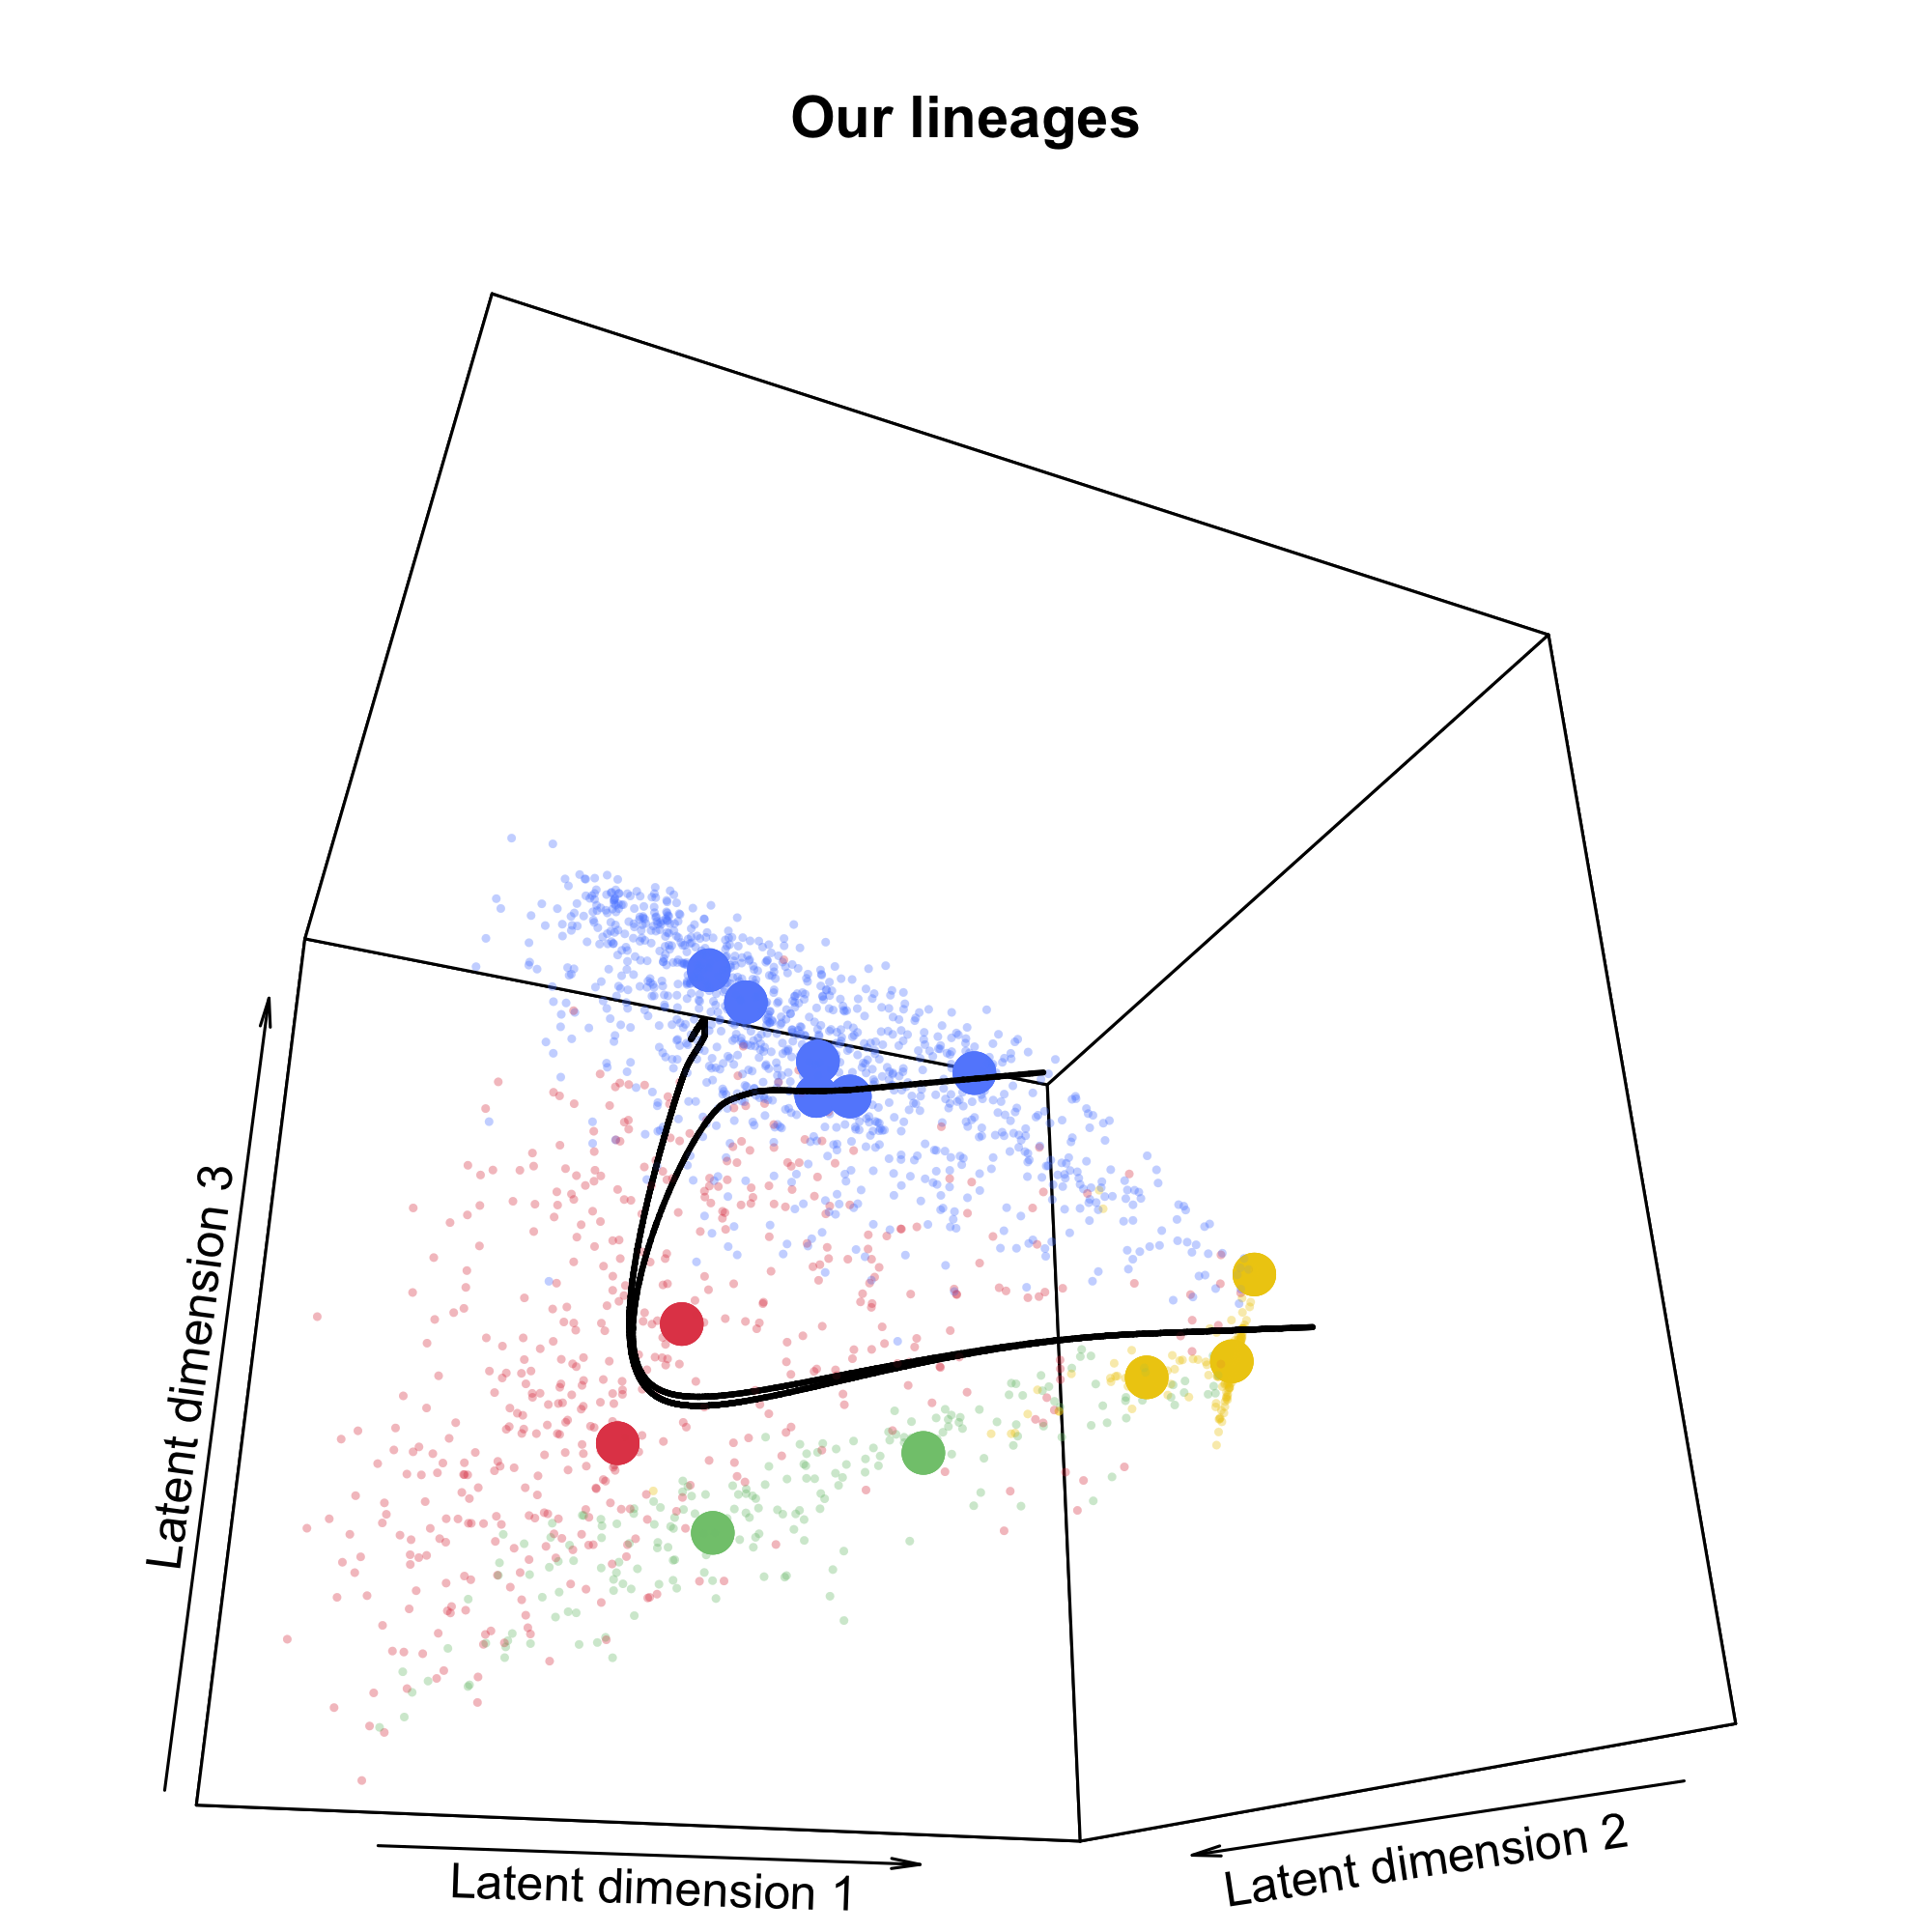 Our lineages
Latent dimension 3
Latent dimension 1
Latent dimension 2